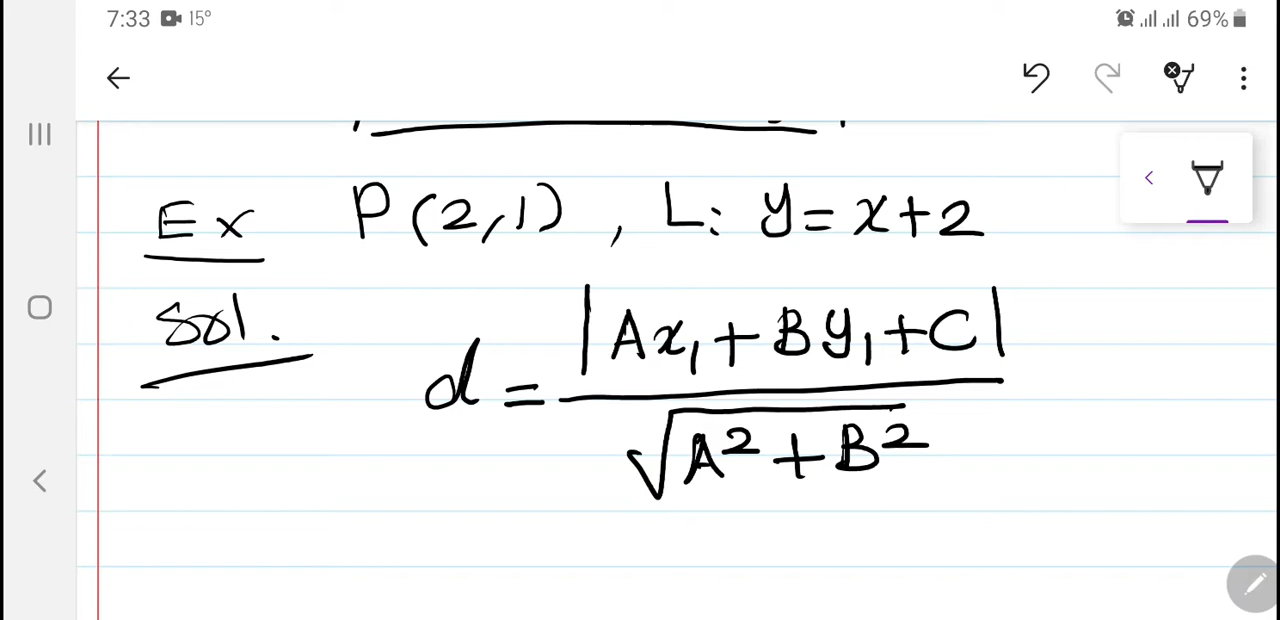 7:33 15° 69%
Ex P(2,1) , L: y=x+2
Sol. d= |Ax₁+By₁+C|
√A²+B²